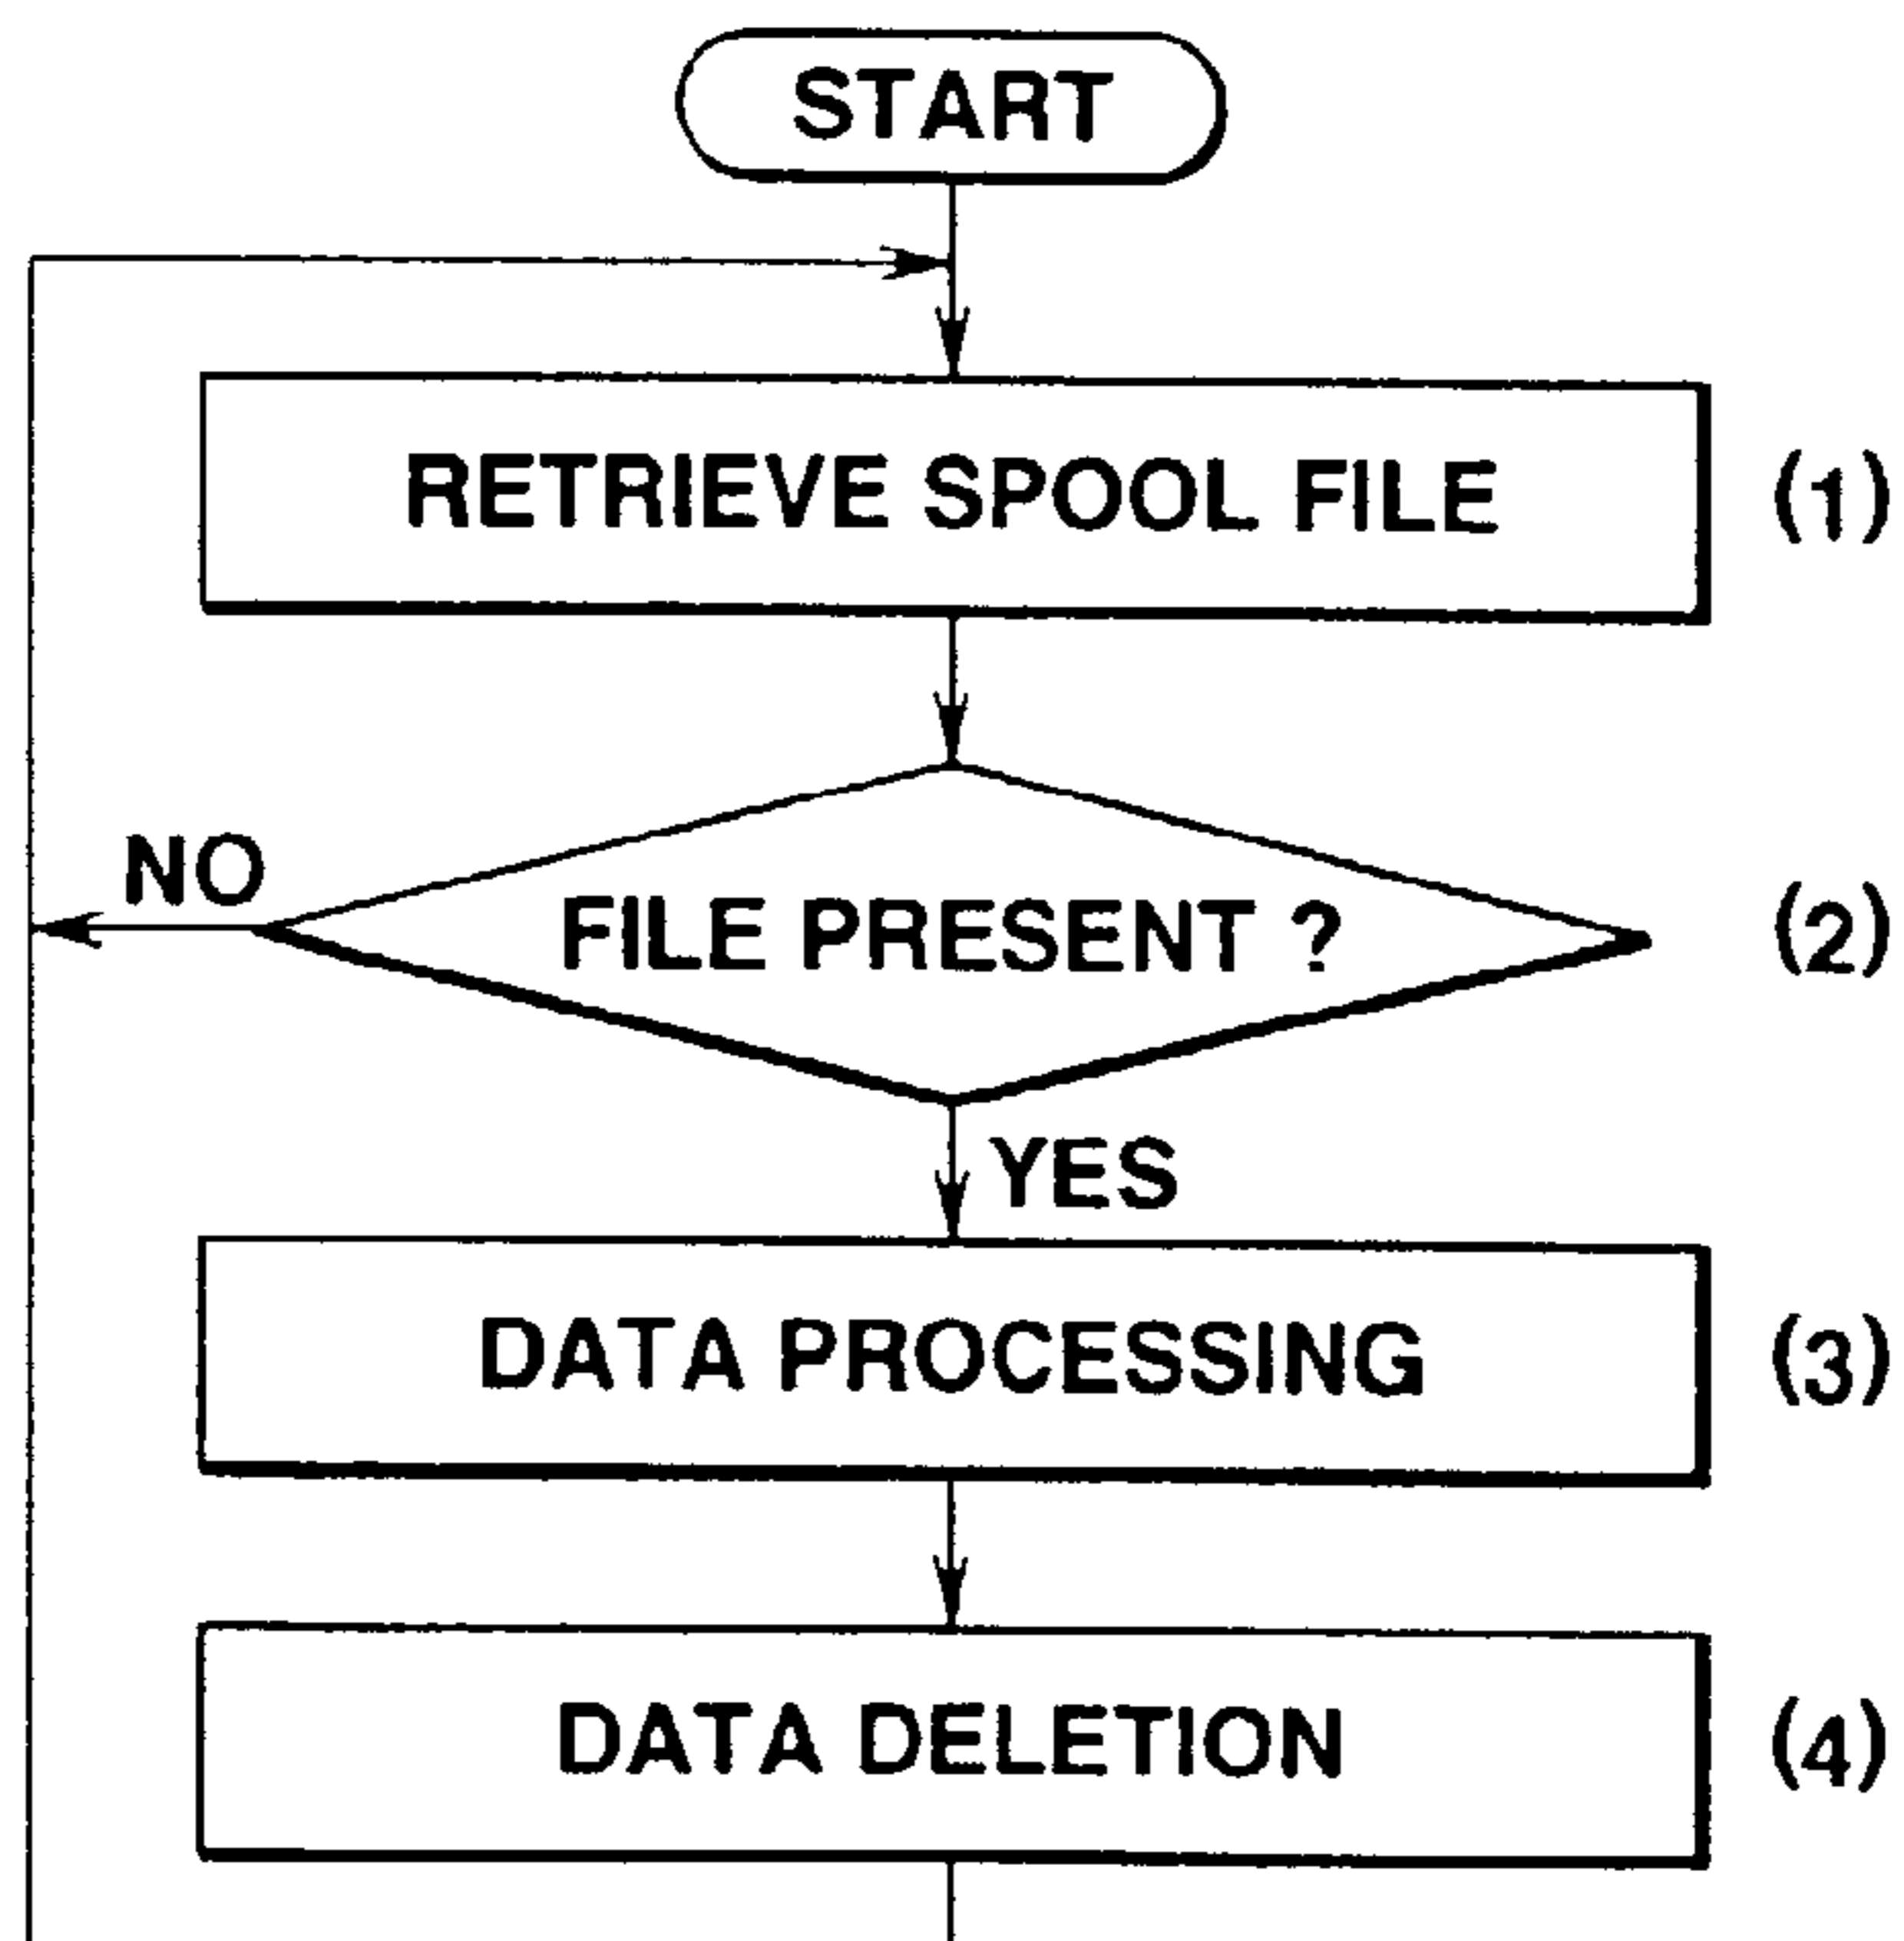 START
RETRIEVE SPOOL FILE (1)
NO
FILE PRESENT ? (2)
YES
DATA PROCESSING (3)
DATA DELETION (4)